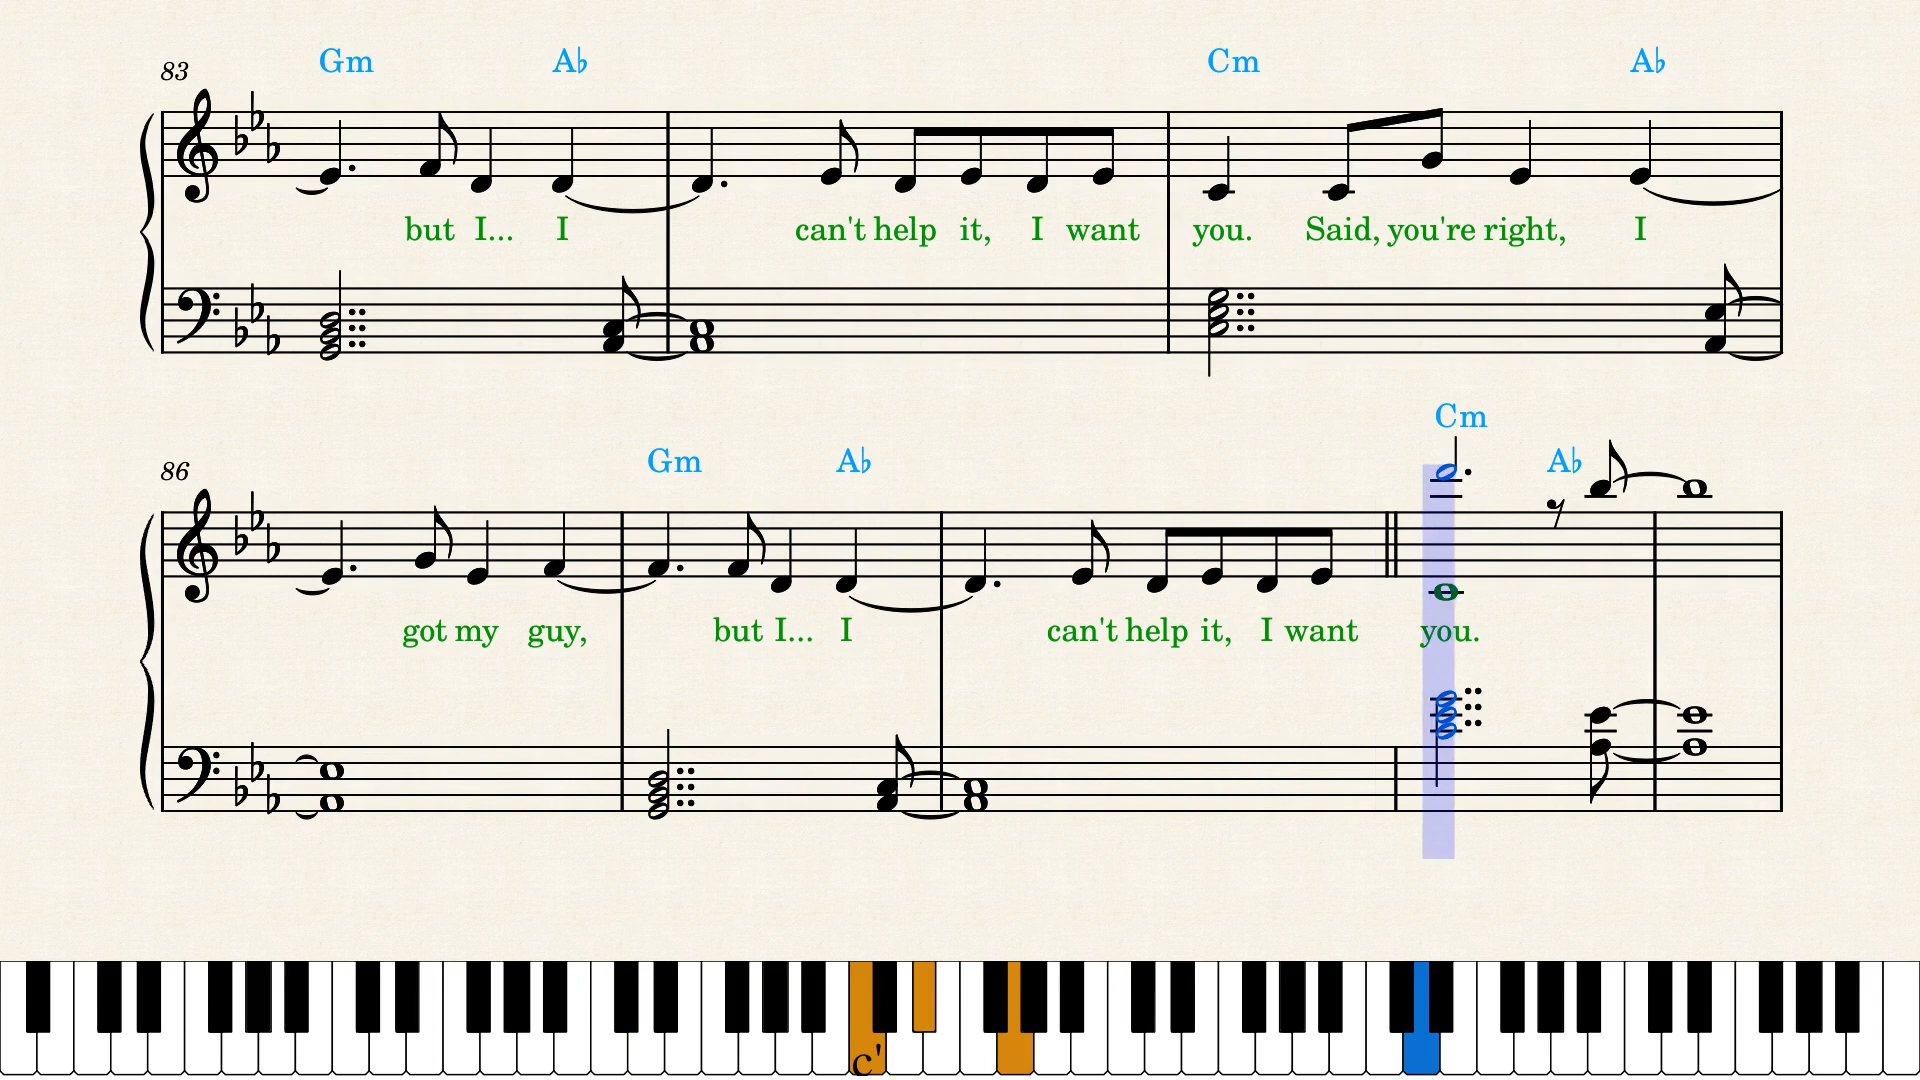 83
Gm A♭ Cm A♭
but I... I can't help it, I want you. Said, you're right, I
86
Gm A♭ Cm A♭
got my guy, but I... I can't help it, I want you.
c'